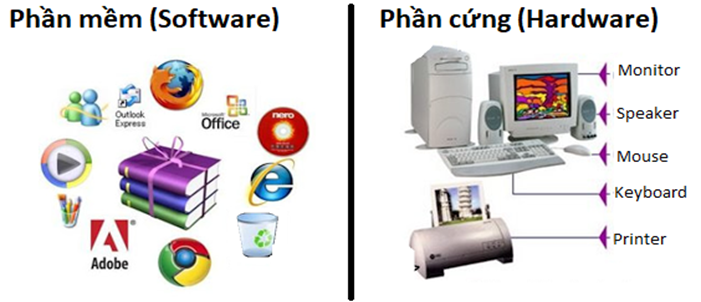 Phần mềm (Software)
Outlook
Express
Microsoft
Office
nero
Adobe
Phần cứng (Hardware)
Monitor
Speaker
Mouse
Keyboard
Printer